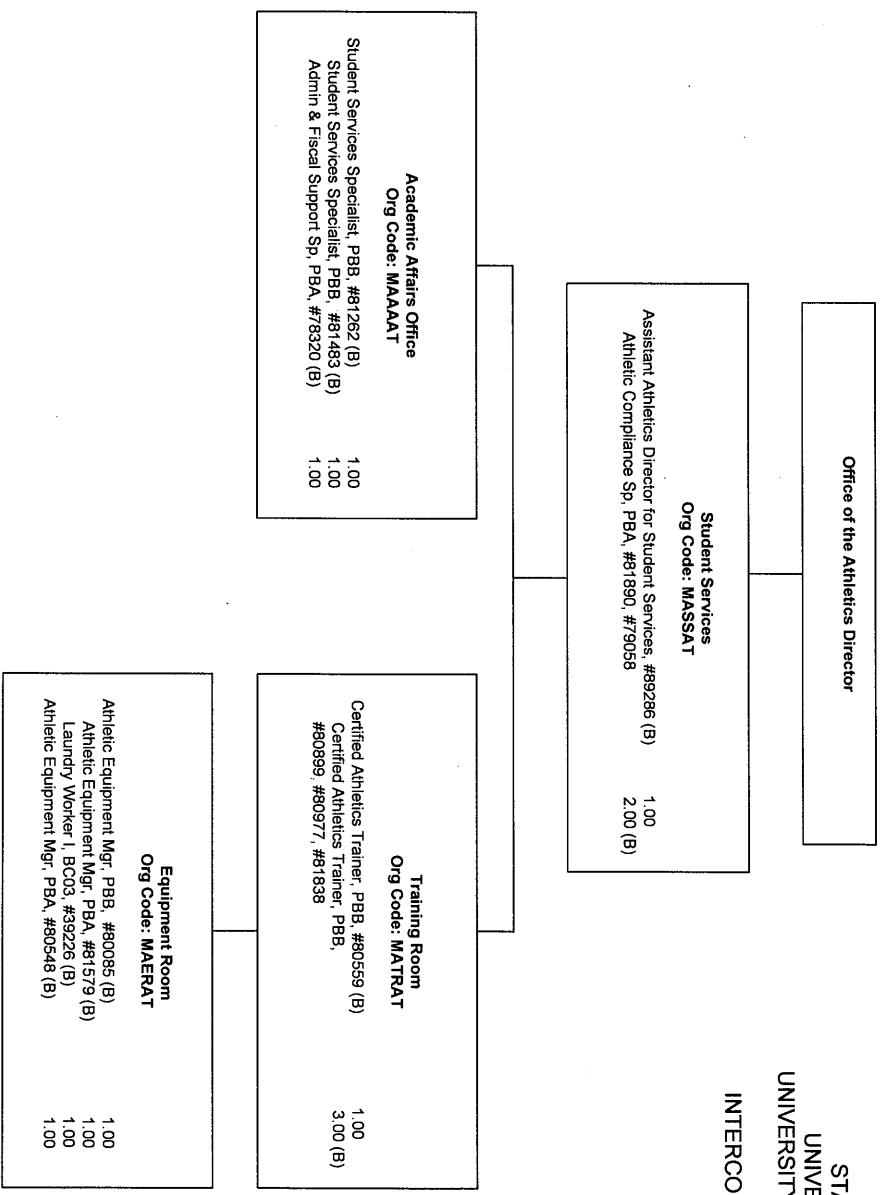 STA
UNIVE
UNIVERSITY
INTERCO
Office of the Athletics Director
Student Services
Org Code: MASSAT
Assistant Athletics Director for Student Services, #89286 (B) 1.00
Athletic Compliance Sp, PBA, #81890, #79058 2.00 (B)
Academic Affairs Office
Org Code: MAAAAT
Student Services Specialist, PBB, #81262 (B) 1.00
Student Services Specialist, PBB, #81483 (B) 1.00
Admin & Fiscal Support Sp, PBA, #78320 (B) 1.00
Training Room
Org Code: MATRAT
Certified Athletics Trainer, PBB, #80559 (B) 1.00
Certified Athletics Trainer, PBB,
#80899, #80977, #81838 3.00 (B)
Equipment Room
Org Code: MAERAT
Athletic Equipment Mgr, PBB, #80085 (B) 1.00
Athletic Equipment Mgr, PBA, #81579 (B) 1.00
Laundry Worker I, BC03, #39226 (B) 1.00
Athletic Equipment Mgr, PBA, #80548 (B) 1.00